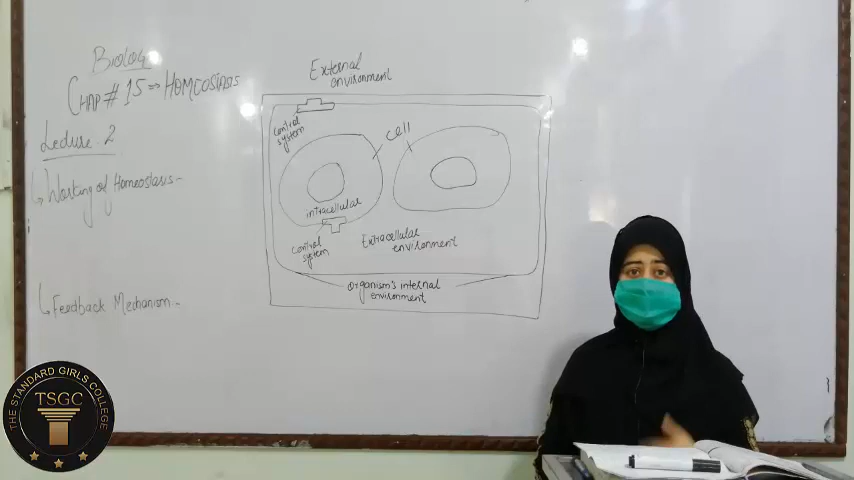 Biology
CHAP # 15 => HOMEOSTASIS
Lecture 2
Working of Homeostasis-
Feedback Mechanism-
External
environment
Control
system
cell
intracellular
Control
system
Extracellular
environment
Organism's internal
environment
THE STANDARD GIRLS COLLEGE
TSGC